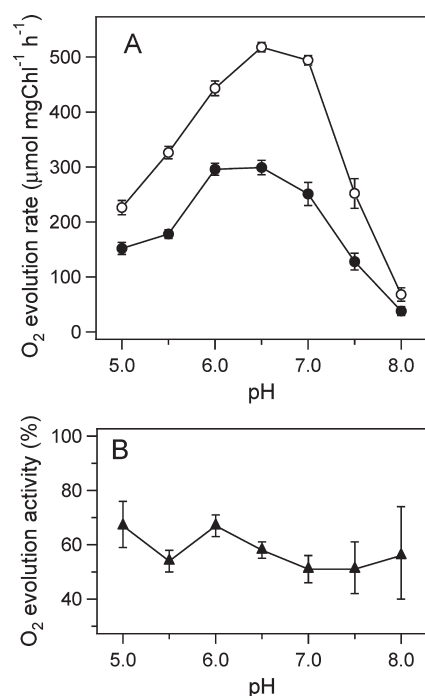 A
O₂ evolution rate (µmol mgChl⁻¹ h⁻¹)
500
400
300
200
100
0
5.0 6.0 7.0 8.0
pH
B
O₂ evolution activity (%)
100
80
60
40
5.0 6.0 7.0 8.0
pH